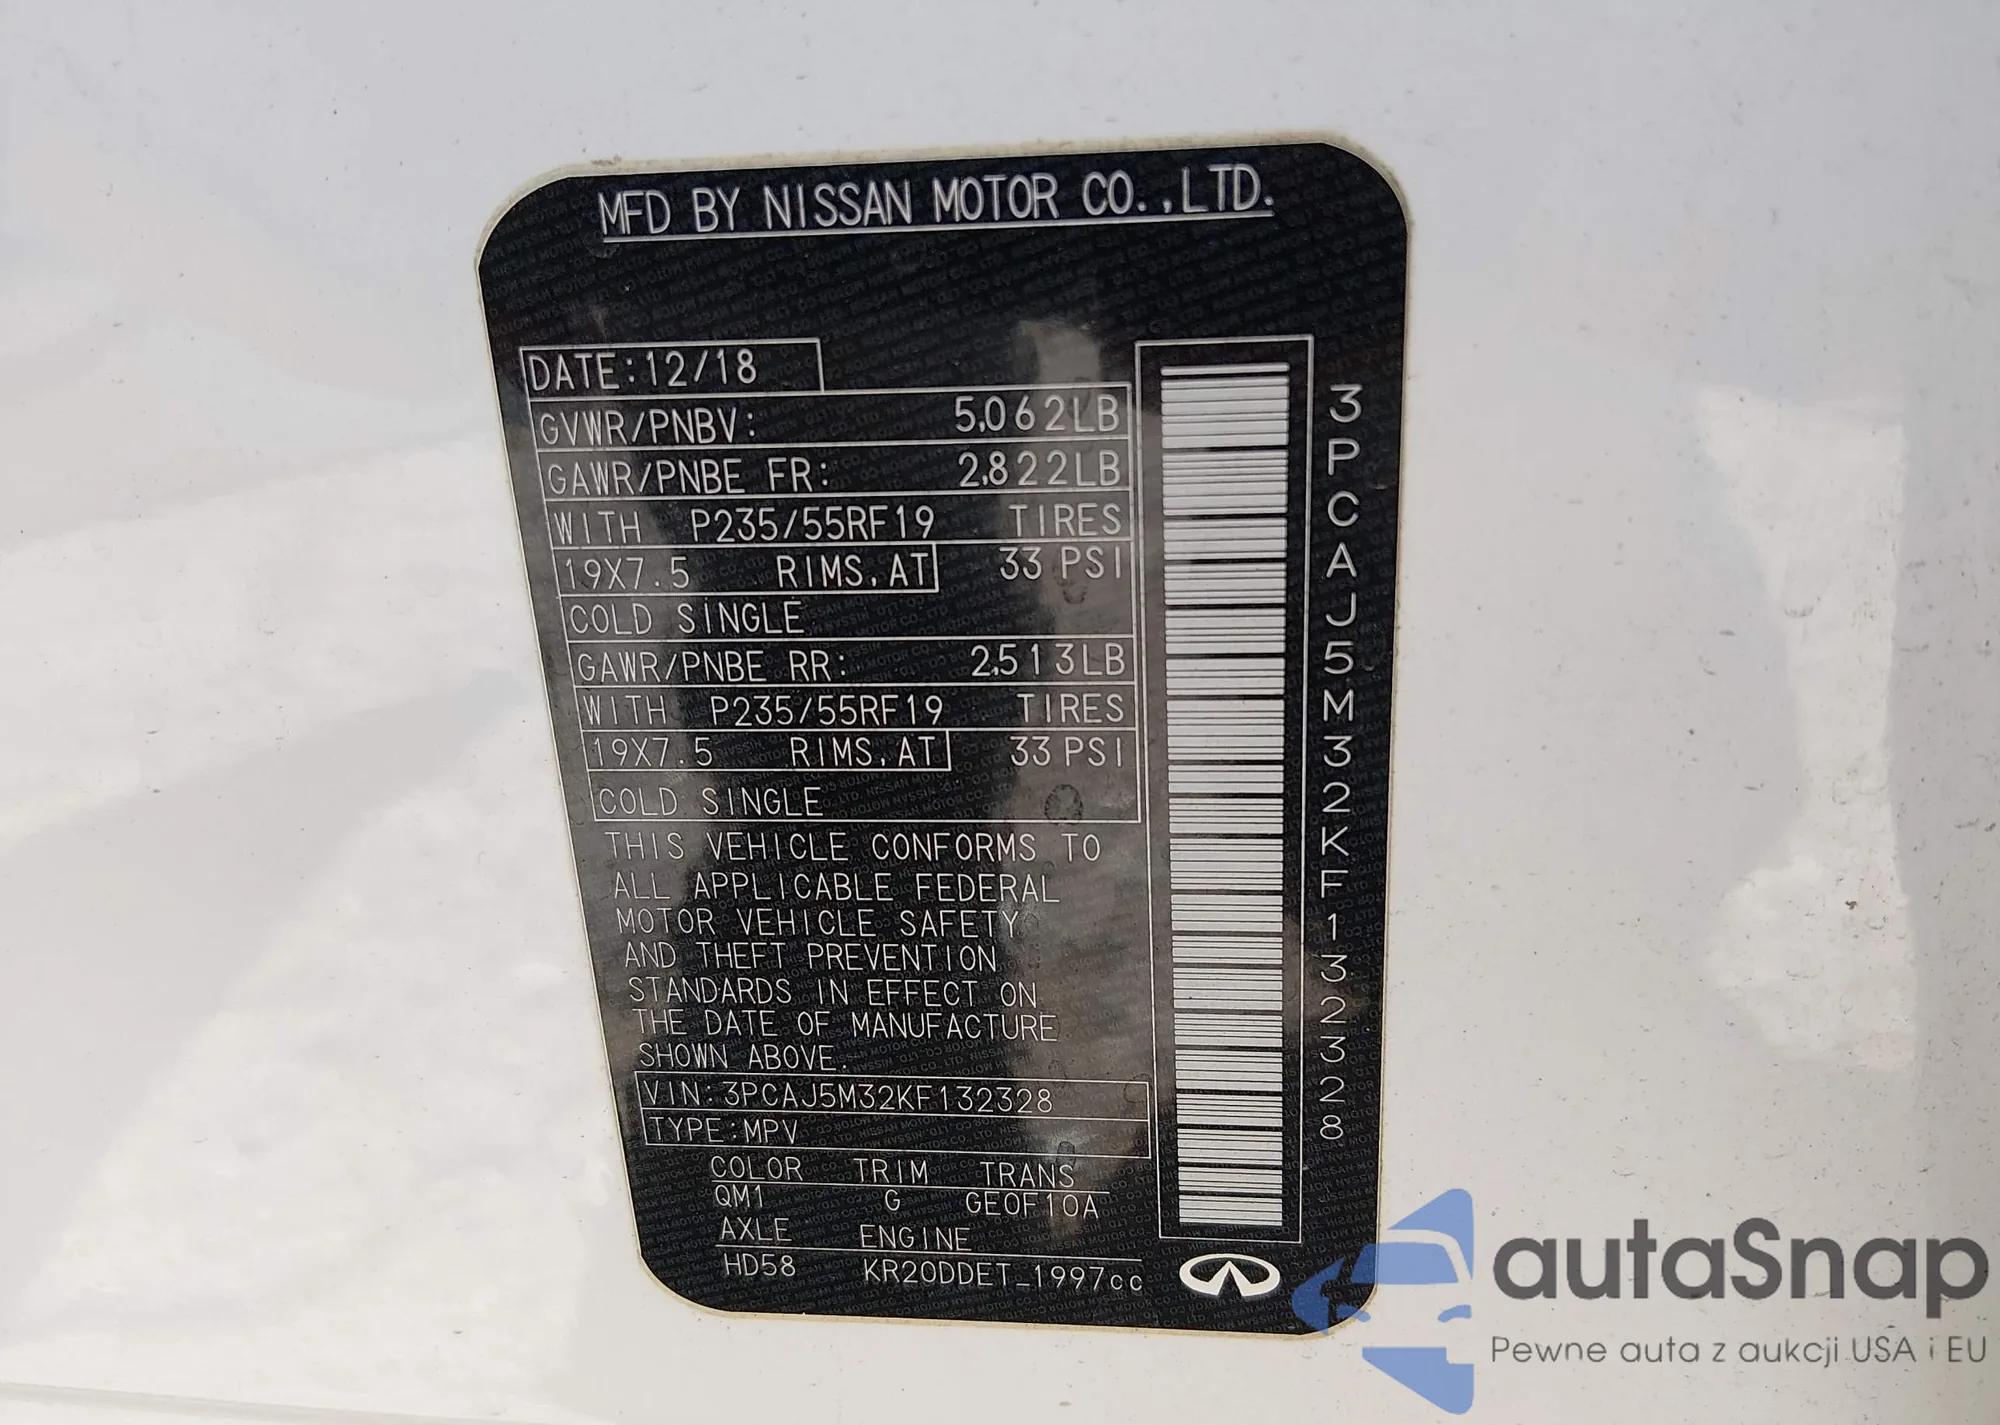 MFD BY NISSAN MOTOR CO.,LTD.
DATE:12/18
GVWR/PNBV: 5,062LB
GAWR/PNBE FR: 2,822LB
WITH P235/55RF19 TIRES
19X7.5 RIMS,AT 33 PSI
COLD SINGLE
GAWR/PNBE RR: 2,513LB
WITH P235/55RF19 TIRES
19X7.5 RIMS,AT 33 PSI
COLD SINGLE
THIS VEHICLE CONFORMS TO
ALL APPLICABLE FEDERAL
MOTOR VEHICLE SAFETY
AND THEFT PREVENTION
STANDARDS IN EFFECT ON
THE DATE OF MANUFACTURE
SHOWN ABOVE.
VIN:3PCAJ5M32KF132328
TYPE:MPV
COLOR TRIM TRANS
QM1 G GE0F10A
AXLE ENGINE
HD58 KR20DDET_1997cc
3PCAJ5M32KF132328
autaSnap
Pewne auta z aukcji USA i EU